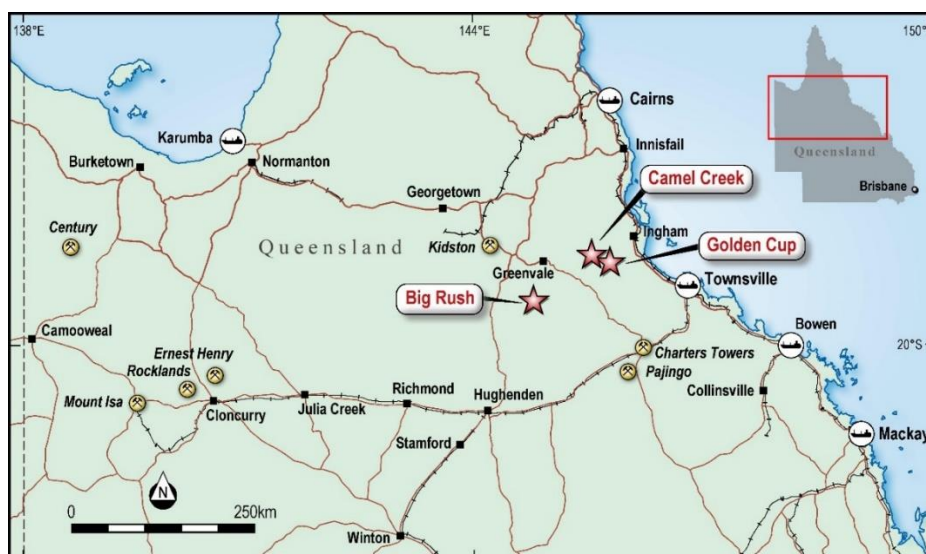 138°E
144°E
150°
Cairns
Karumba
Innisfail
Burketown
Normanton
Camel Creek
Georgetown
Queensland
Brisbane
Century
Queensland
Kidston
Ingham
Golden Cup
Greenvale
Townsville
Big Rush
Camooweal
Bowen
20°S
Ernest Henry
Rocklands
Charters Towers
Pajingo
Mount Isa
Cloncurry
Julia Creek
Richmond
Hughenden
Collinsville
Stamford
Mackay
N
0
250km
Winton